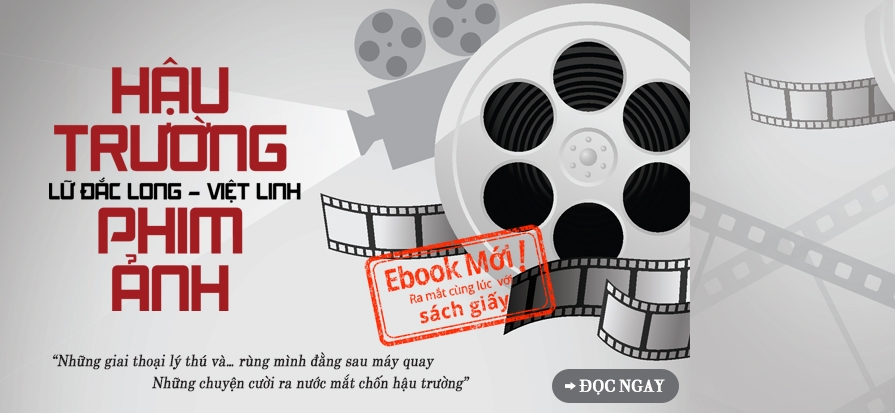 HẬU
TRƯỜNG
LỮ ĐẮC LONG – VIỆT LINH
PHIM
ẢNH
Ebook Mới !
Ra mắt cùng lúc với
sách giấy
“Những giai thoại lý thú và... rùng mình đằng sau máy quay
Những chuyện cười ra nước mắt chốn hậu trường”
ĐỌC NGAY